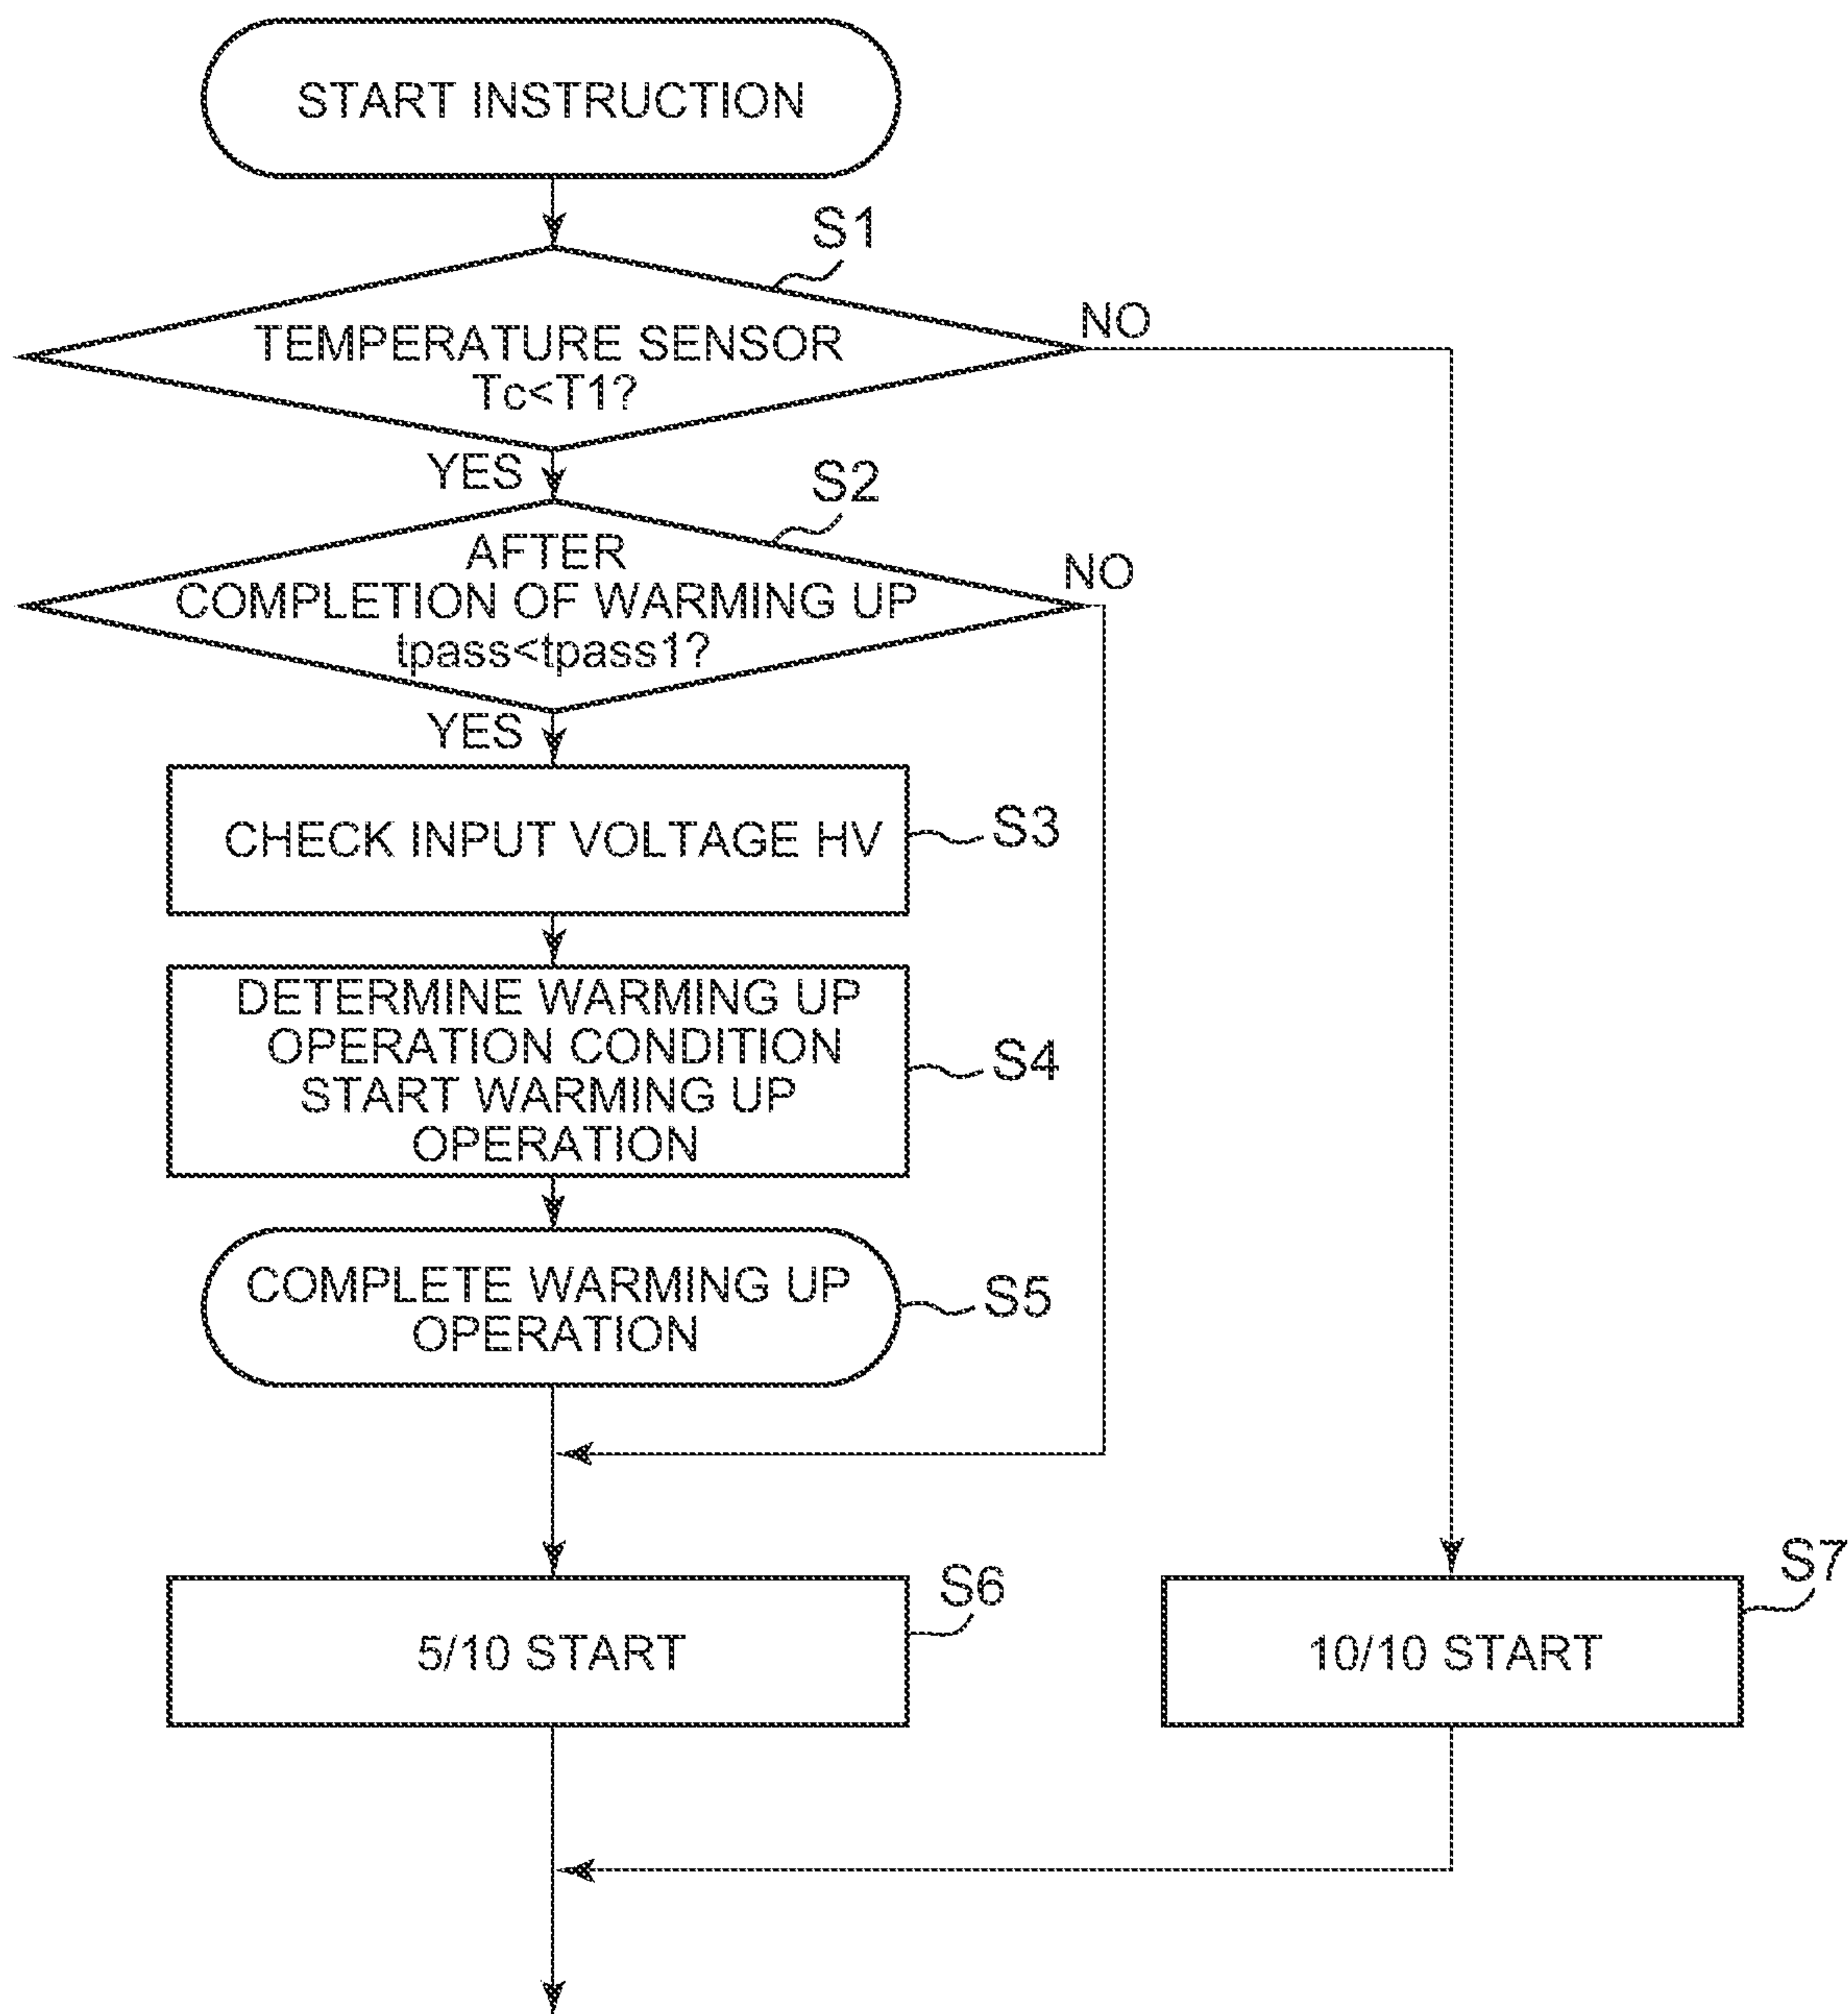 START INSTRUCTION
S1
TEMPERATURE SENSOR
Tc<T1?
NO
YES
S2
AFTER
COMPLETION OF WARMING UP
tpass<tpass1?
NO
YES
CHECK INPUT VOLTAGE HV
S3
DETERMINE WARMING UP
OPERATION CONDITION
START WARMING UP
OPERATION
S4
COMPLETE WARMING UP
OPERATION
S5
S6
5/10 START
S7
10/10 START